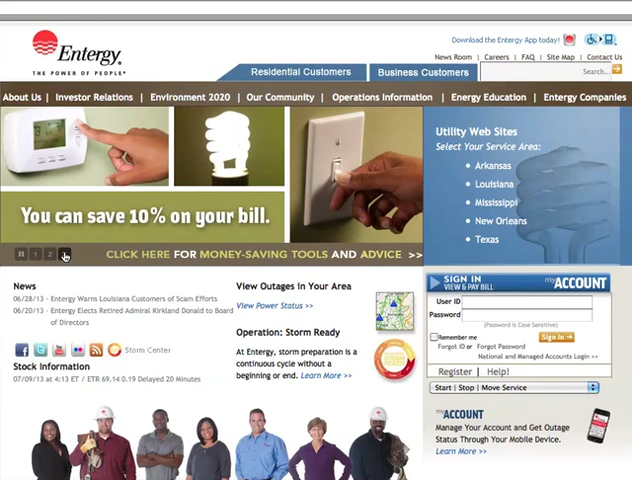 Download the Entergy App today!
Entergy
THE POWER OF PEOPLE
News Room | Careers | FAQ | Site Map | Contact Us
Residential Customers
Business Customers
Search...
About Us | Investor Relations | Environment 2020 | Our Community | Operations Information | Energy Education | Entergy Companies
Utility Web Sites
Select Your Service Area:
• Arkansas
• Louisiana
• Mississippi
• New Orleans
• Texas
You can save 10% on your bill.
1 2
CLICK HERE FOR MONEY-SAVING TOOLS AND ADVICE >>
News
06/28/13 - Entergy Warns Louisiana Customers of Scam Efforts
06/20/13 - Entergy Elects Retired Admiral Kirkland Donald to Board
of Directors
Storm Center
Stock Information
07/09/13 at 4:13 ET / ETR 69.14 0.19 Delayed 20 Minutes
View Outages in Your Area
View Power Status >>
Operation: Storm Ready
At Entergy, storm preparation is a
continuous cycle without a
beginning or end. Learn More >>
SIGN IN
VIEW & PAY BILL
myACCOUNT
User ID
Password
(Password is Case Sensitive)
Remember me
Sign in
Forgot ID or Forgot Password
National and Managed Accounts Login >>
Register | Help!
Start | Stop | Move Service
myACCOUNT
Manage Your Account and Get Outage
Status Through Your Mobile Device.
Learn More >>